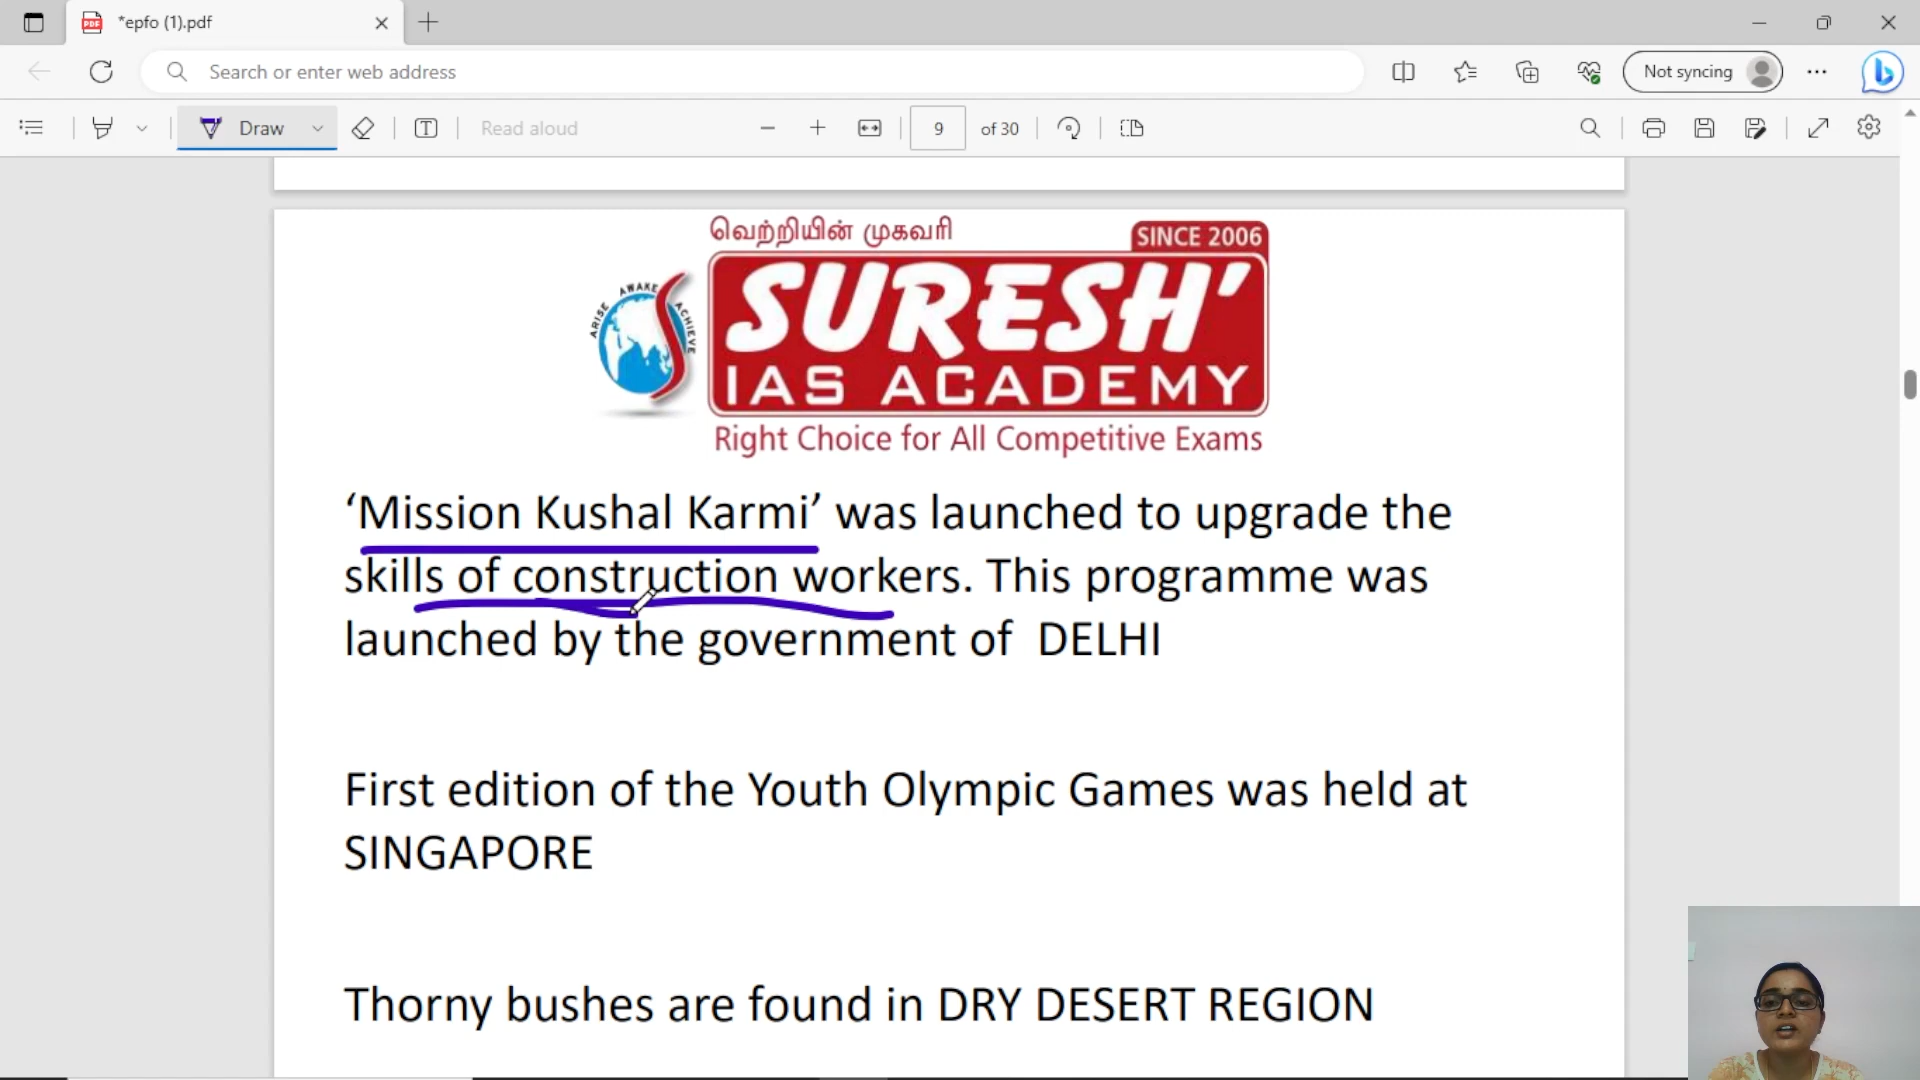 *epfo (1).pdf
Search or enter web address
Not syncing
Draw
Read aloud
9 of 30
வெற்றியின் முகவரி
SINCE 2006
ARISE AWAKE ACHIEVE
SURESH'
IAS ACADEMY
Right Choice for All Competitive Exams
‘Mission Kushal Karmi’ was launched to upgrade the
skills of construction workers. This programme was
launched by the government of DELHI
First edition of the Youth Olympic Games was held at
SINGAPORE
Thorny bushes are found in DRY DESERT REGION